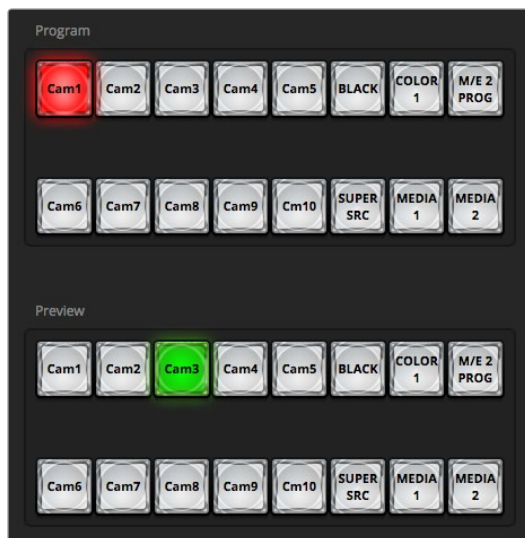 Program
Cam1 Cam2 Cam3 Cam4 Cam5 BLACK COLOR 1 M/E 2 PROG
Cam6 Cam7 Cam8 Cam9 Cm10 SUPER SRC MEDIA 1 MEDIA 2
Preview
Cam1 Cam2 Cam3 Cam4 Cam5 BLACK COLOR 1 M/E 2 PROG
Cam6 Cam7 Cam8 Cam9 Cm10 SUPER SRC MEDIA 1 MEDIA 2